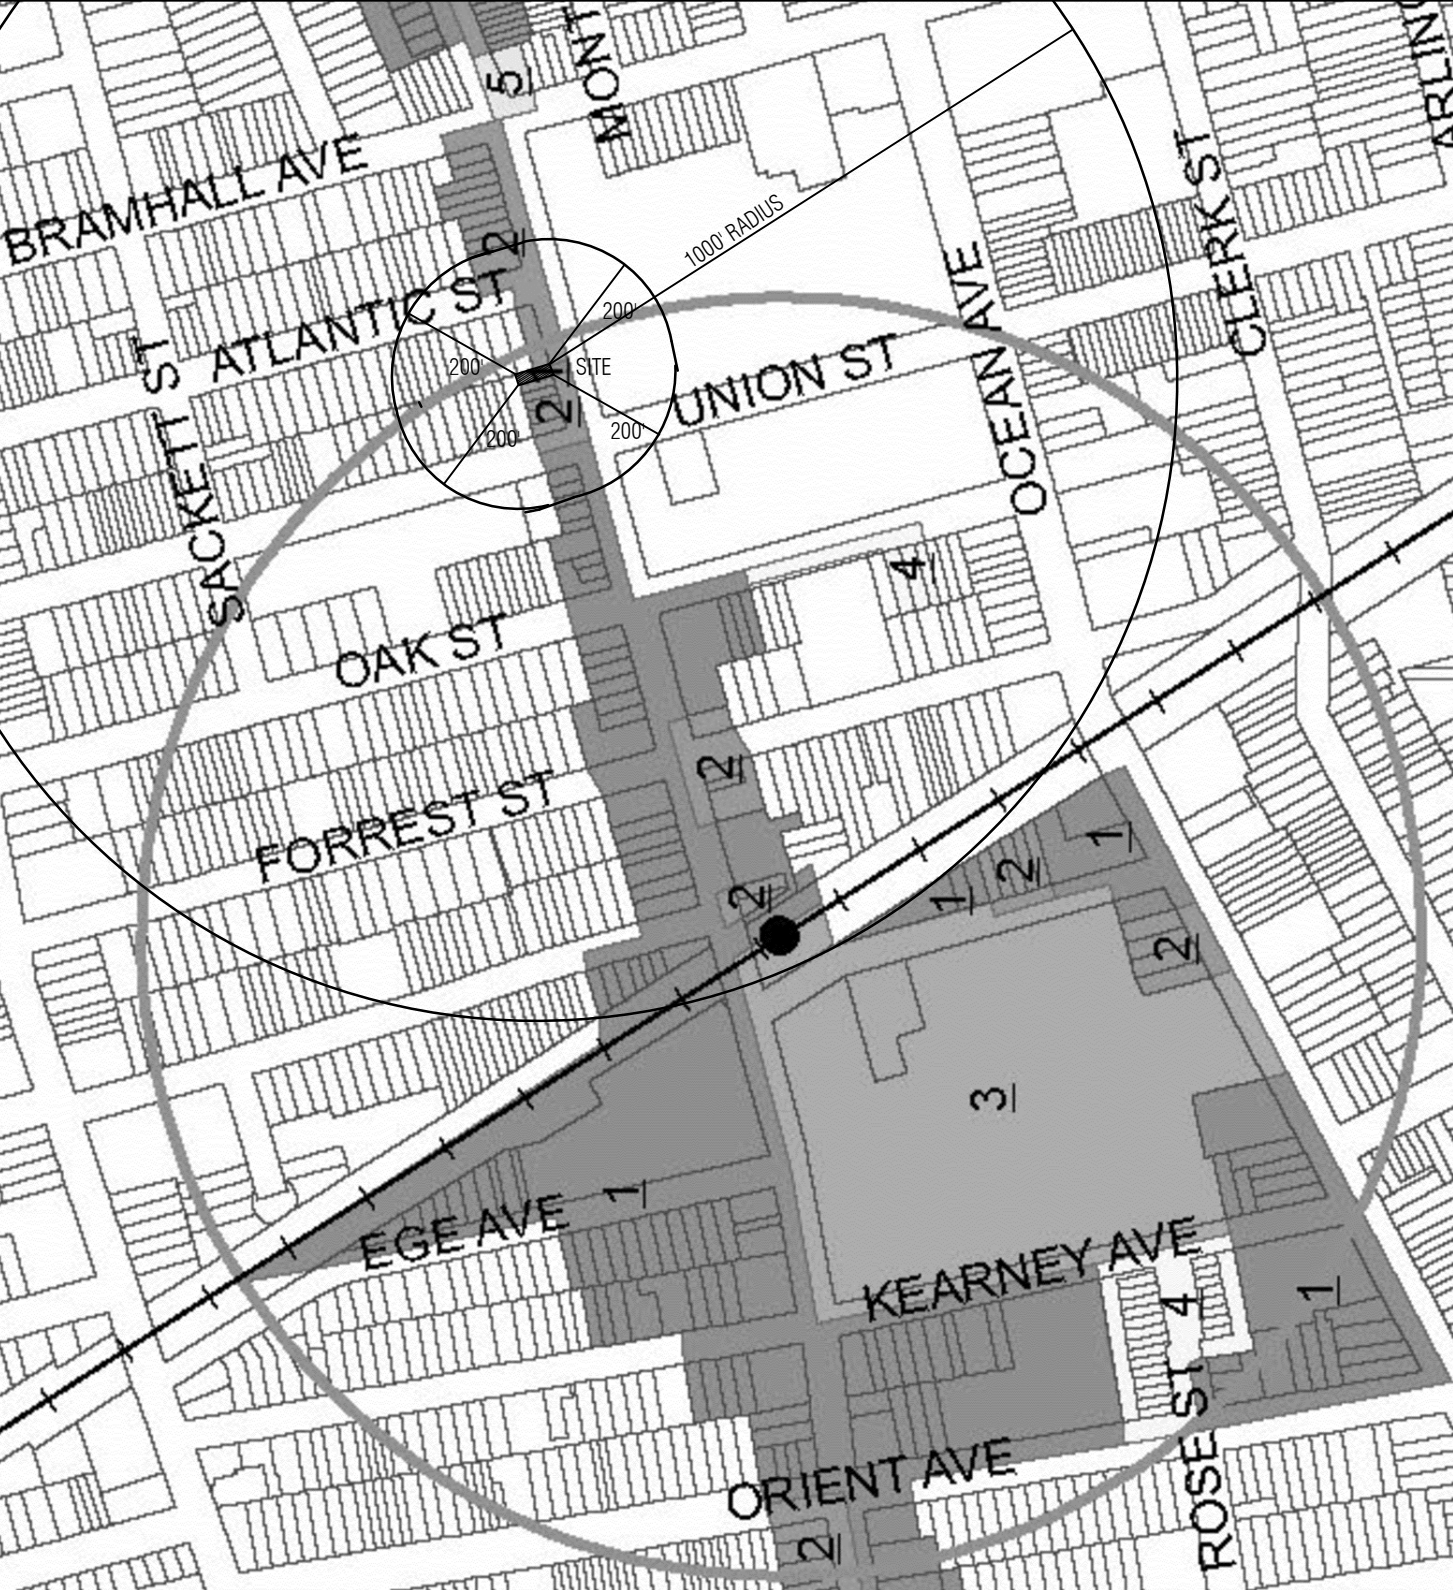 MONT
ARLIN
5
BRAMHALL AVE
CLERK ST
1000' RADIUS
2
ATLANTIC ST
200'
OCEAN AVE
SACKETT ST
200'
SITE
UNION ST
2
200'
200'
4
OAK ST
2
FORREST ST
1
2
2
1
2
3
1
EGE AVE
KEARNEY AVE
4
1
ROSE ST
ORIENT AVE
2